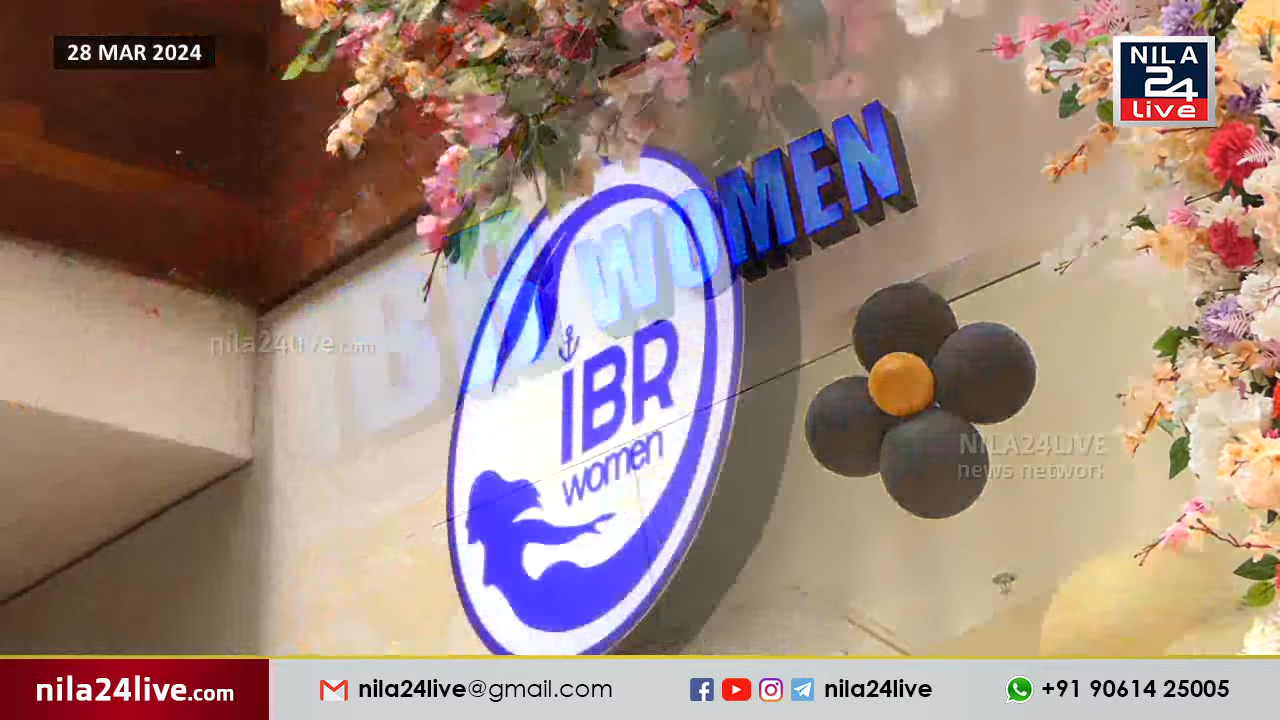 28 MAR 2024
NILA
24
Live
IBR WOMEN
iBR
women
nila24live.com
NILA24LIVE
news network
nila24live.com
nila24live@gmail.com
nila24live
+91 90614 25005